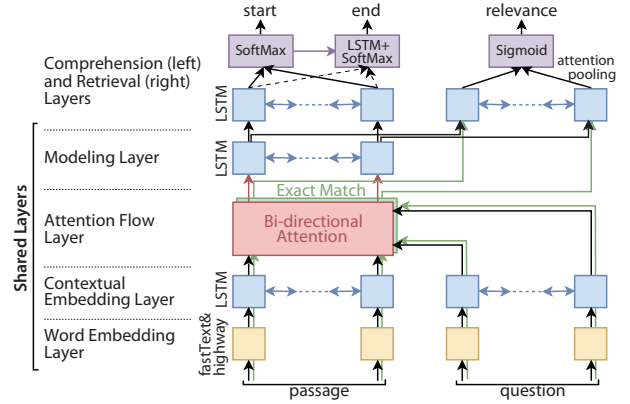 start
end
relevance
SoftMax
LSTM+
SoftMax
Sigmoid
attention
pooling
Comprehension (left)
and Retrieval (right)
Layers
LSTM
Shared Layers
Modeling Layer
LSTM
Exact Match
Attention Flow
Layer
Bi-directional
Attention
Contextual
Embedding Layer
LSTM
Word Embedding
Layer
fastText&
highway
passage
question